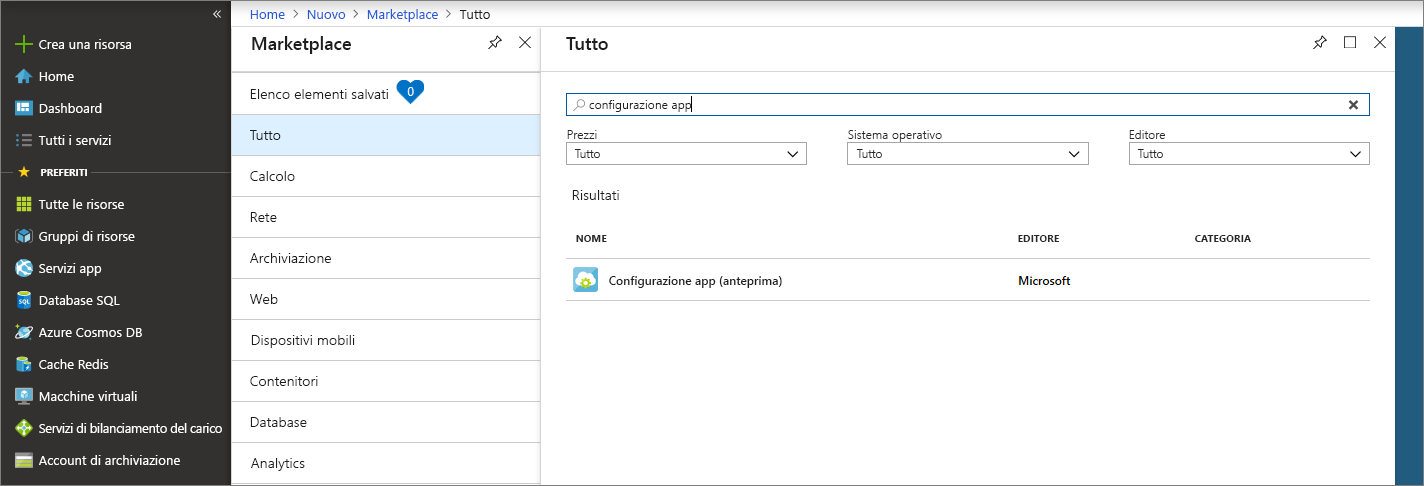 «
Crea una risorsa
Home
Dashboard
Tutti i servizi
PREFERITI
Tutte le risorse
Gruppi di risorse
Servizi app
Database SQL
Azure Cosmos DB
Cache Redis
Macchine virtuali
Servizi di bilanciamento del carico
Account di archiviazione
Home > Nuovo > Marketplace > Tutto
Marketplace
Elenco elementi salvati 0
Tutto
Calcolo
Rete
Archiviazione
Web
Dispositivi mobili
Contenitori
Database
Analytics
Tutto
configurazione app
Prezzi Sistema operativo Editore
Tutto Tutto Tutto
Risultati
NOME EDITORE CATEGORIA
Configurazione app (anteprima) Microsoft